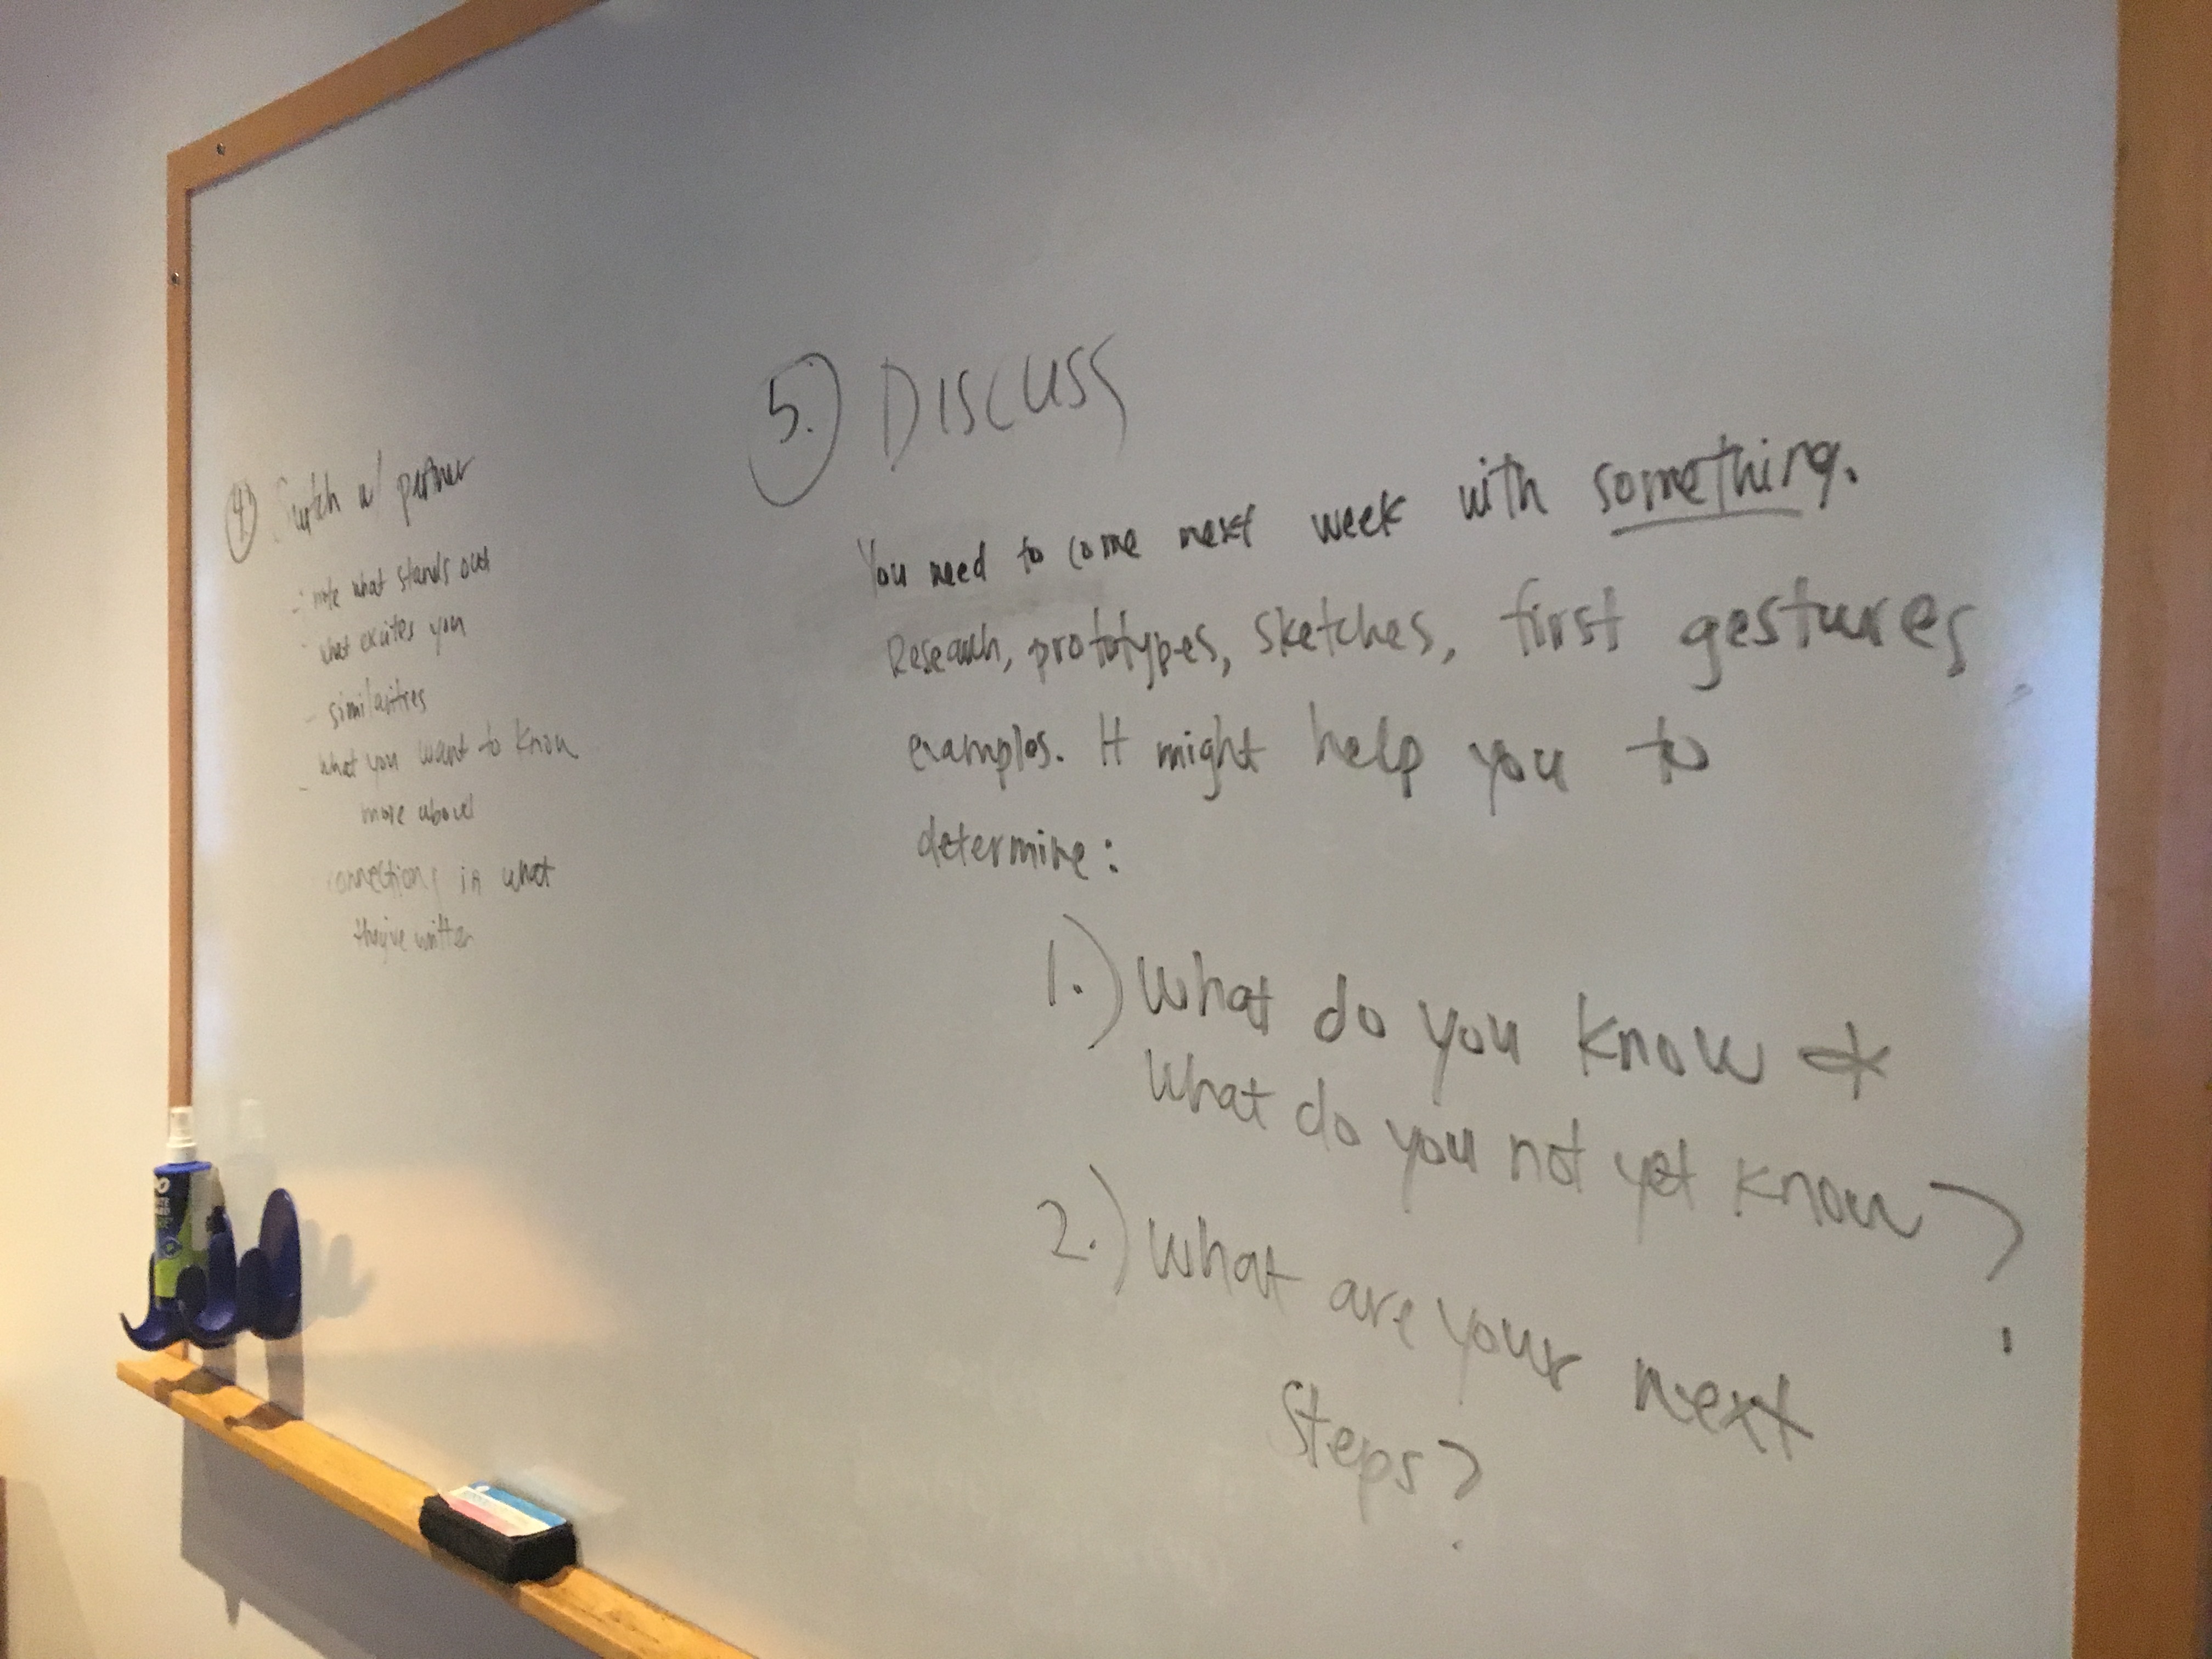 4) Switch w/ partner
- note what stands out
- what excites you
- similarities
- what you want to know
more about
connections in what
they've written
5. DISCUSS
You need to come next week with something.
Research, prototypes, sketches, first gestures
examples. It might help you to
determine:
1.) What do you know &
What do you not yet know?
2.) What are your next
steps?